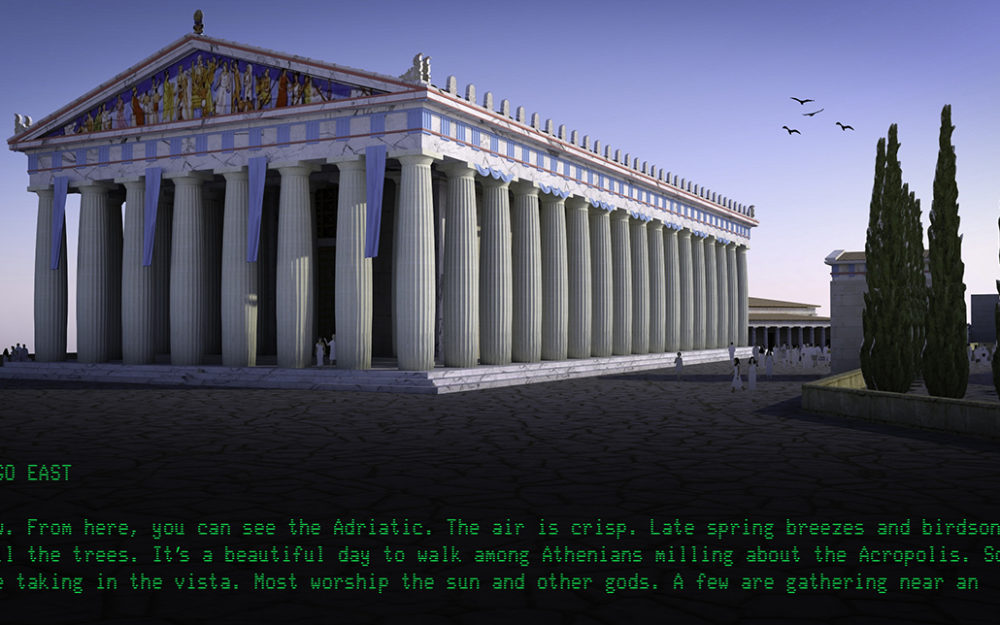 GO EAST
. From here, you can see the Adriatic. The air is crisp. Late spring breezes and birdson
the trees. It's a beautiful day to walk among Athenians milling about the Acropolis. So
taking in the vista. Most worship the sun and other gods. A few are gathering near an